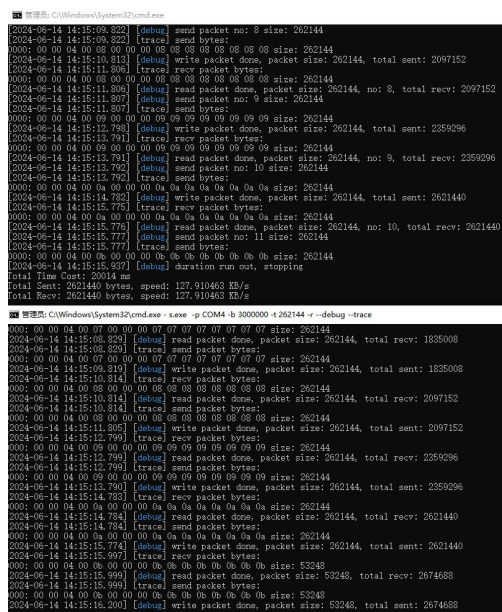 管理员: C:\Windows\System32\cmd.exe
[2024-06-14 14:15:09.822] [debug] send packet no: 8 size: 262144
[2024-06-14 14:15:09.822] [trace] send bytes:
0000: 00 00 04 00 08 00 00 00 08 08 08 08 08 08 08 08 size: 262144
[2024-06-14 14:15:10.813] [debug] write packet done, packet size: 262144, total sent: 2097152
[2024-06-14 14:15:11.806] [trace] recv packet bytes:
0000: 00 00 04 00 08 00 00 00 08 08 08 08 08 08 08 08 size: 262144
[2024-06-14 14:15:11.806] [debug] read packet done, packet size: 262144, no: 8, total recv: 2097152
[2024-06-14 14:15:11.807] [debug] send packet no: 9 size: 262144
[2024-06-14 14:15:11.807] [trace] send bytes:
0000: 00 00 04 00 09 00 00 00 09 09 09 09 09 09 09 09 size: 262144
[2024-06-14 14:15:12.798] [debug] write packet done, packet size: 262144, total sent: 2359296
[2024-06-14 14:15:13.791] [trace] recv packet bytes:
0000: 00 00 04 00 09 00 00 00 09 09 09 09 09 09 09 09 size: 262144
[2024-06-14 14:15:13.791] [debug] read packet done, packet size: 262144, no: 9, total recv: 2359296
[2024-06-14 14:15:13.792] [debug] send packet no: 10 size: 262144
[2024-06-14 14:15:13.792] [trace] send bytes:
0000: 00 00 04 00 0a 00 00 00 0a 0a 0a 0a 0a 0a 0a 0a size: 262144
[2024-06-14 14:15:14.782] [debug] write packet done, packet size: 262144, total sent: 2621440
[2024-06-14 14:15:15.775] [trace] recv packet bytes:
0000: 00 00 04 00 0a 00 00 00 0a 0a 0a 0a 0a 0a 0a 0a size: 262144
[2024-06-14 14:15:15.776] [debug] read packet done, packet size: 262144, no: 10, total recv: 2621440
[2024-06-14 14:15:15.777] [debug] send packet no: 11 size: 262144
[2024-06-14 14:15:15.777] [trace] send bytes:
0000: 00 00 04 00 0b 00 00 00 0b 0b 0b 0b 0b 0b 0b 0b size: 262144
[2024-06-14 14:15:15.937] [debug] duration run out, stopping
Total Time Cost: 20014 ms
Total Sent: 2621440 bytes, speed: 127.910463 KB/s
Total Recv: 2621440 bytes, speed: 127.910463 KB/s
管理员: C:\Windows\System32\cmd.exe - s.exe -p COM4 -b 3000000 -t 262144 -r --debug --trace
0000: 00 00 04 00 07 00 00 00 07 07 07 07 07 07 07 07 size: 262144
[2024-06-14 14:15:08.829] [debug] read packet done, packet size: 262144, total recv: 1835008
[2024-06-14 14:15:08.829] [trace] send packet bytes:
0000: 00 00 04 00 07 00 00 00 07 07 07 07 07 07 07 07 size: 262144
[2024-06-14 14:15:09.819] [debug] write packet done, packet size: 262144, total sent: 1835008
[2024-06-14 14:15:10.814] [trace] recv packet bytes:
0000: 00 00 04 00 08 00 00 00 08 08 08 08 08 08 08 08 size: 262144
[2024-06-14 14:15:10.814] [debug] read packet done, packet size: 262144, total recv: 2097152
[2024-06-14 14:15:10.814] [trace] send packet bytes:
0000: 00 00 04 00 08 00 00 00 08 08 08 08 08 08 08 08 size: 262144
[2024-06-14 14:15:11.805] [debug] write packet done, packet size: 262144, total sent: 2097152
[2024-06-14 14:15:12.799] [trace] recv packet bytes:
0000: 00 00 04 00 09 00 00 00 09 09 09 09 09 09 09 09 size: 262144
[2024-06-14 14:15:12.799] [debug] read packet done, packet size: 262144, total recv: 2359296
[2024-06-14 14:15:12.799] [trace] send packet bytes:
0000: 00 00 04 00 09 00 00 00 09 09 09 09 09 09 09 09 size: 262144
[2024-06-14 14:15:13.790] [debug] write packet done, packet size: 262144, total sent: 2359296
[2024-06-14 14:15:14.783] [trace] recv packet bytes:
0000: 00 00 04 00 0a 00 00 00 0a 0a 0a 0a 0a 0a 0a 0a size: 262144
[2024-06-14 14:15:14.784] [debug] read packet done, packet size: 262144, total recv: 2621440
[2024-06-14 14:15:14.784] [trace] send packet bytes:
0000: 00 00 04 00 0a 00 00 00 0a 0a 0a 0a 0a 0a 0a 0a size: 262144
[2024-06-14 14:15:15.774] [debug] write packet done, packet size: 262144, total sent: 2621440
[2024-06-14 14:15:15.997] [trace] recv packet bytes:
0000: 00 00 04 00 0b 00 00 00 0b 0b 0b 0b 0b 0b 0b 0b size: 53248
[2024-06-14 14:15:15.999] [debug] read packet done, packet size: 53248, total recv: 2674688
[2024-06-14 14:15:15.999] [trace] send packet bytes:
0000: 00 00 04 00 0b 00 00 00 0b 0b 0b 0b 0b 0b 0b 0b size: 53248
[2024-06-14 14:15:16.200] [debug] write packet done, packet size: 53248, total sent: 2674688